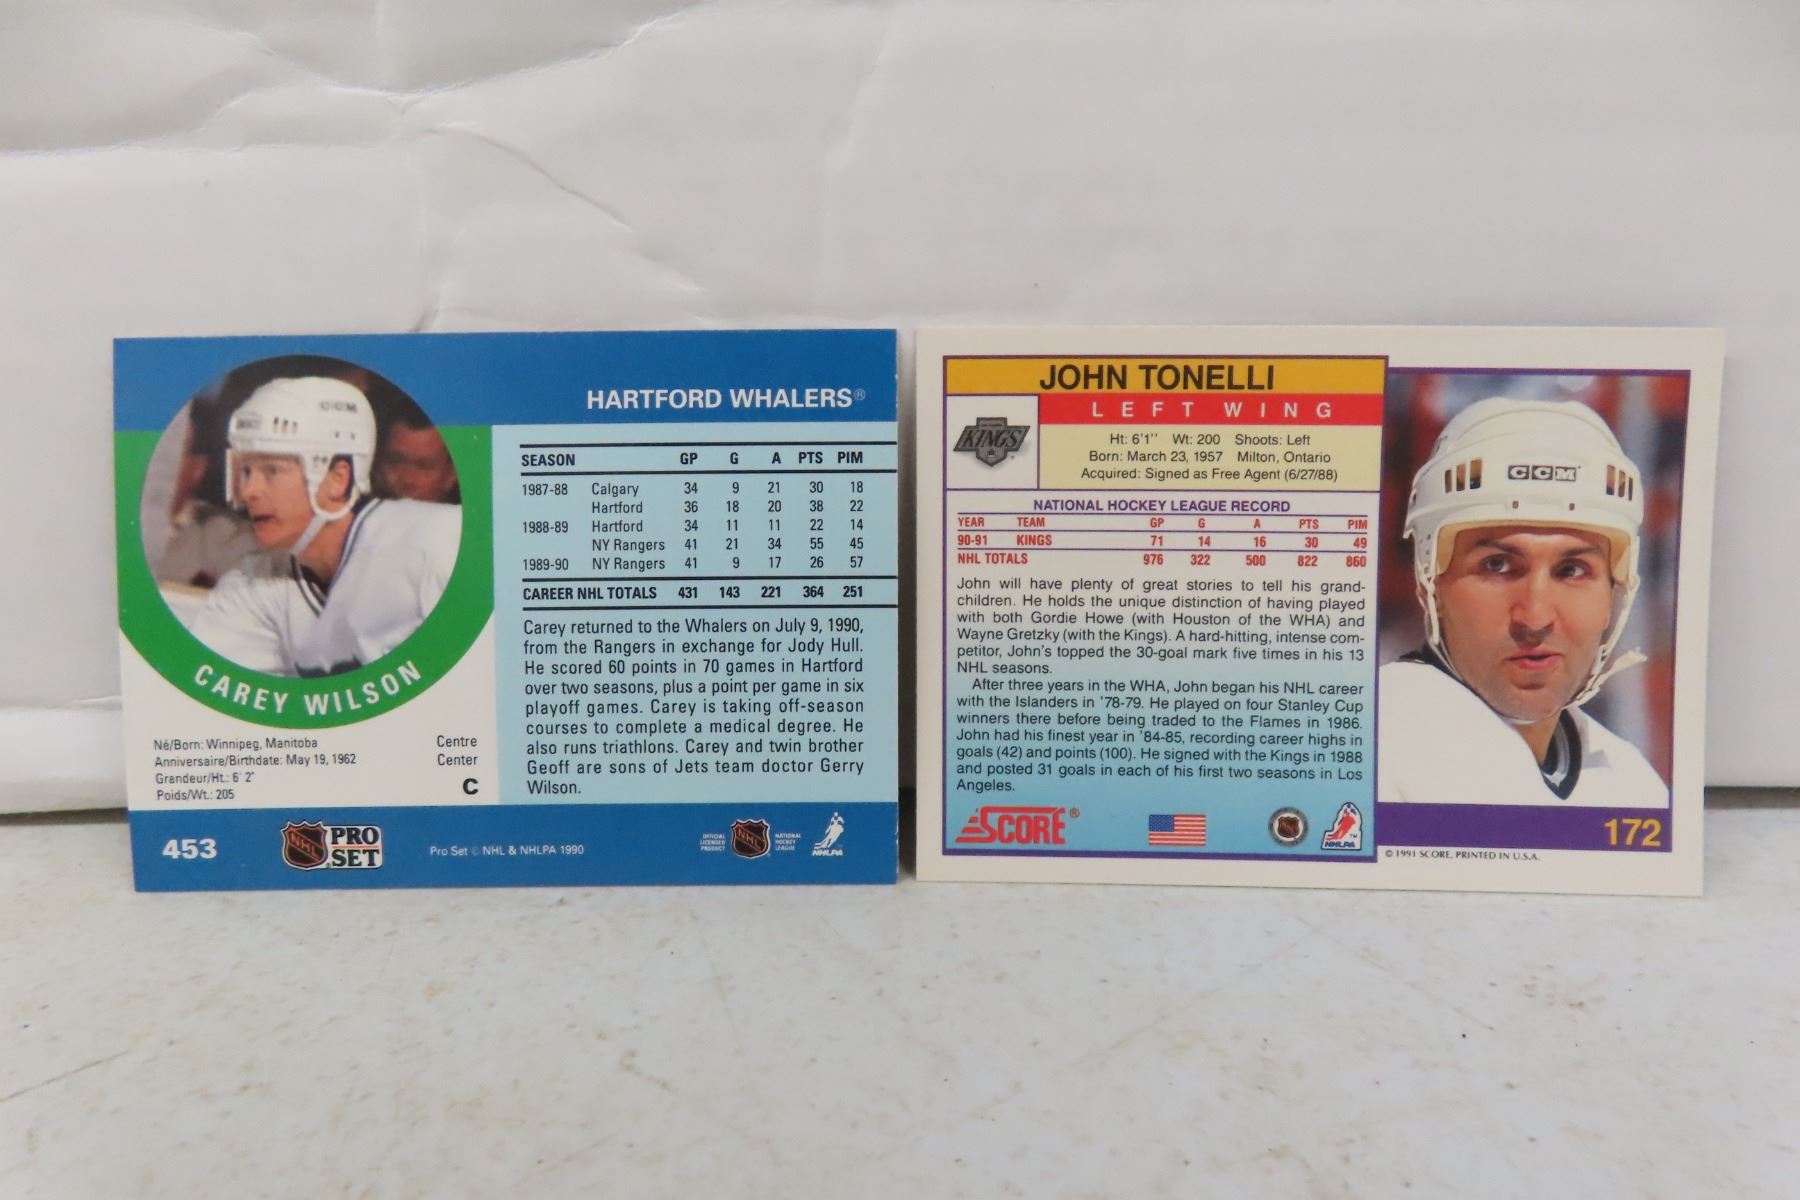 HARTFORD WHALERS®
CCM
CAREY WILSON
Né/Born: Winnipeg, Manitoba
Anniversaire/Birthdate: May 19, 1962
Grandeur/Ht.: 6' 2"
Poids/Wt.: 205
Centre
Center
C
SEASON GP G A PTS PIM
1987-88 Calgary 34 9 21 30 18
Hartford 36 18 20 38 22
1988-89 Hartford 34 11 11 22 14
NY Rangers 41 21 34 55 45
1989-90 NY Rangers 41 9 17 26 57
CAREER NHL TOTALS 431 143 221 364 251
Carey returned to the Whalers on July 9, 1990,
from the Rangers in exchange for Jody Hull.
He scored 60 points in 70 games in Hartford
over two seasons, plus a point per game in six
playoff games. Carey is taking off-season
courses to complete a medical degree. He
also runs triathlons. Carey and twin brother
Geoff are sons of Jets team doctor Gerry
Wilson.
453
NHL
PRO
SET
Pro Set © NHL & NHLPA 1990
OFFICIAL
LICENSED
PRODUCT
NHL
NATIONAL
HOCKEY
LEAGUE
NHLPA
JOHN TONELLI
LEFT WING
KINGS
Ht: 6'1'' Wt: 200 Shoots: Left
Born: March 23, 1957 Milton, Ontario
Acquired: Signed as Free Agent (6/27/88)
NATIONAL HOCKEY LEAGUE RECORD
YEAR TEAM GP G A PTS PIM
90-91 KINGS 71 14 16 30 49
NHL TOTALS 976 322 500 822 860
John will have plenty of great stories to tell his grand-
children. He holds the unique distinction of having played
with both Gordie Howe (with Houston of the WHA) and
Wayne Gretzky (with the Kings). A hard-hitting, intense com-
petitor, John's topped the 30-goal mark five times in his 13
NHL seasons.
After three years in the WHA, John began his NHL career
with the Islanders in '78-79. He played on four Stanley Cup
winners there before being traded to the Flames in 1986.
John had his finest year in '84-85, recording career highs in
goals (42) and points (100). He signed with the Kings in 1988
and posted 31 goals in each of his first two seasons in Los
Angeles.
SCORE®
NHL
NHLPA
CCM
172
© 1991 SCORE, PRINTED IN U.S.A.